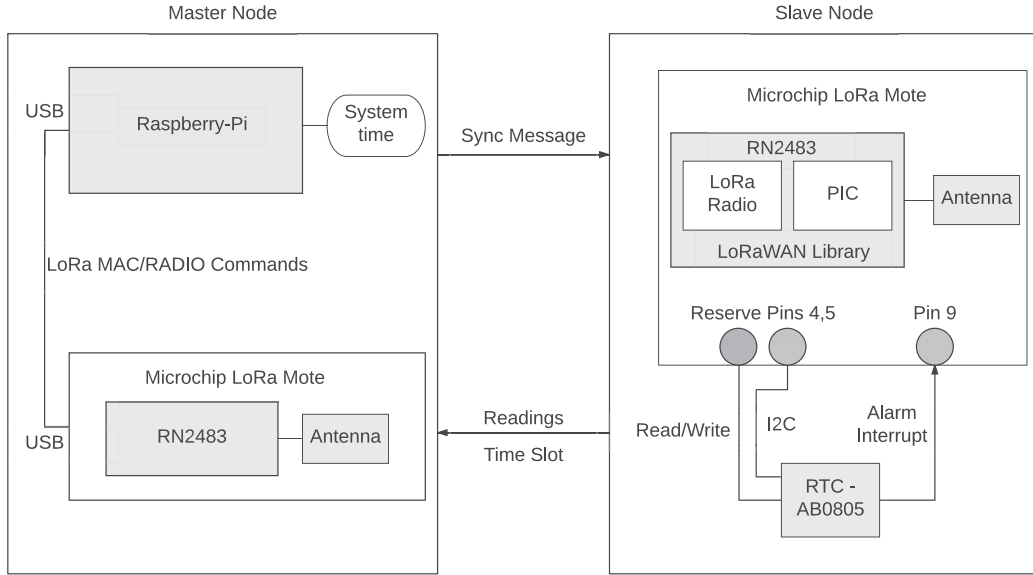 Master Node
Slave Node
USB
Raspberry-Pi
System
time
LoRa MAC/RADIO Commands
Microchip LoRa Mote
RN2483
Antenna
USB
Sync Message
Readings
Time Slot
Microchip LoRa Mote
RN2483
LoRa
Radio
PIC
LoRaWAN Library
Antenna
Reserve Pins 4,5
Pin 9
Read/Write
I2C
Alarm
Interrupt
RTC -
AB0805